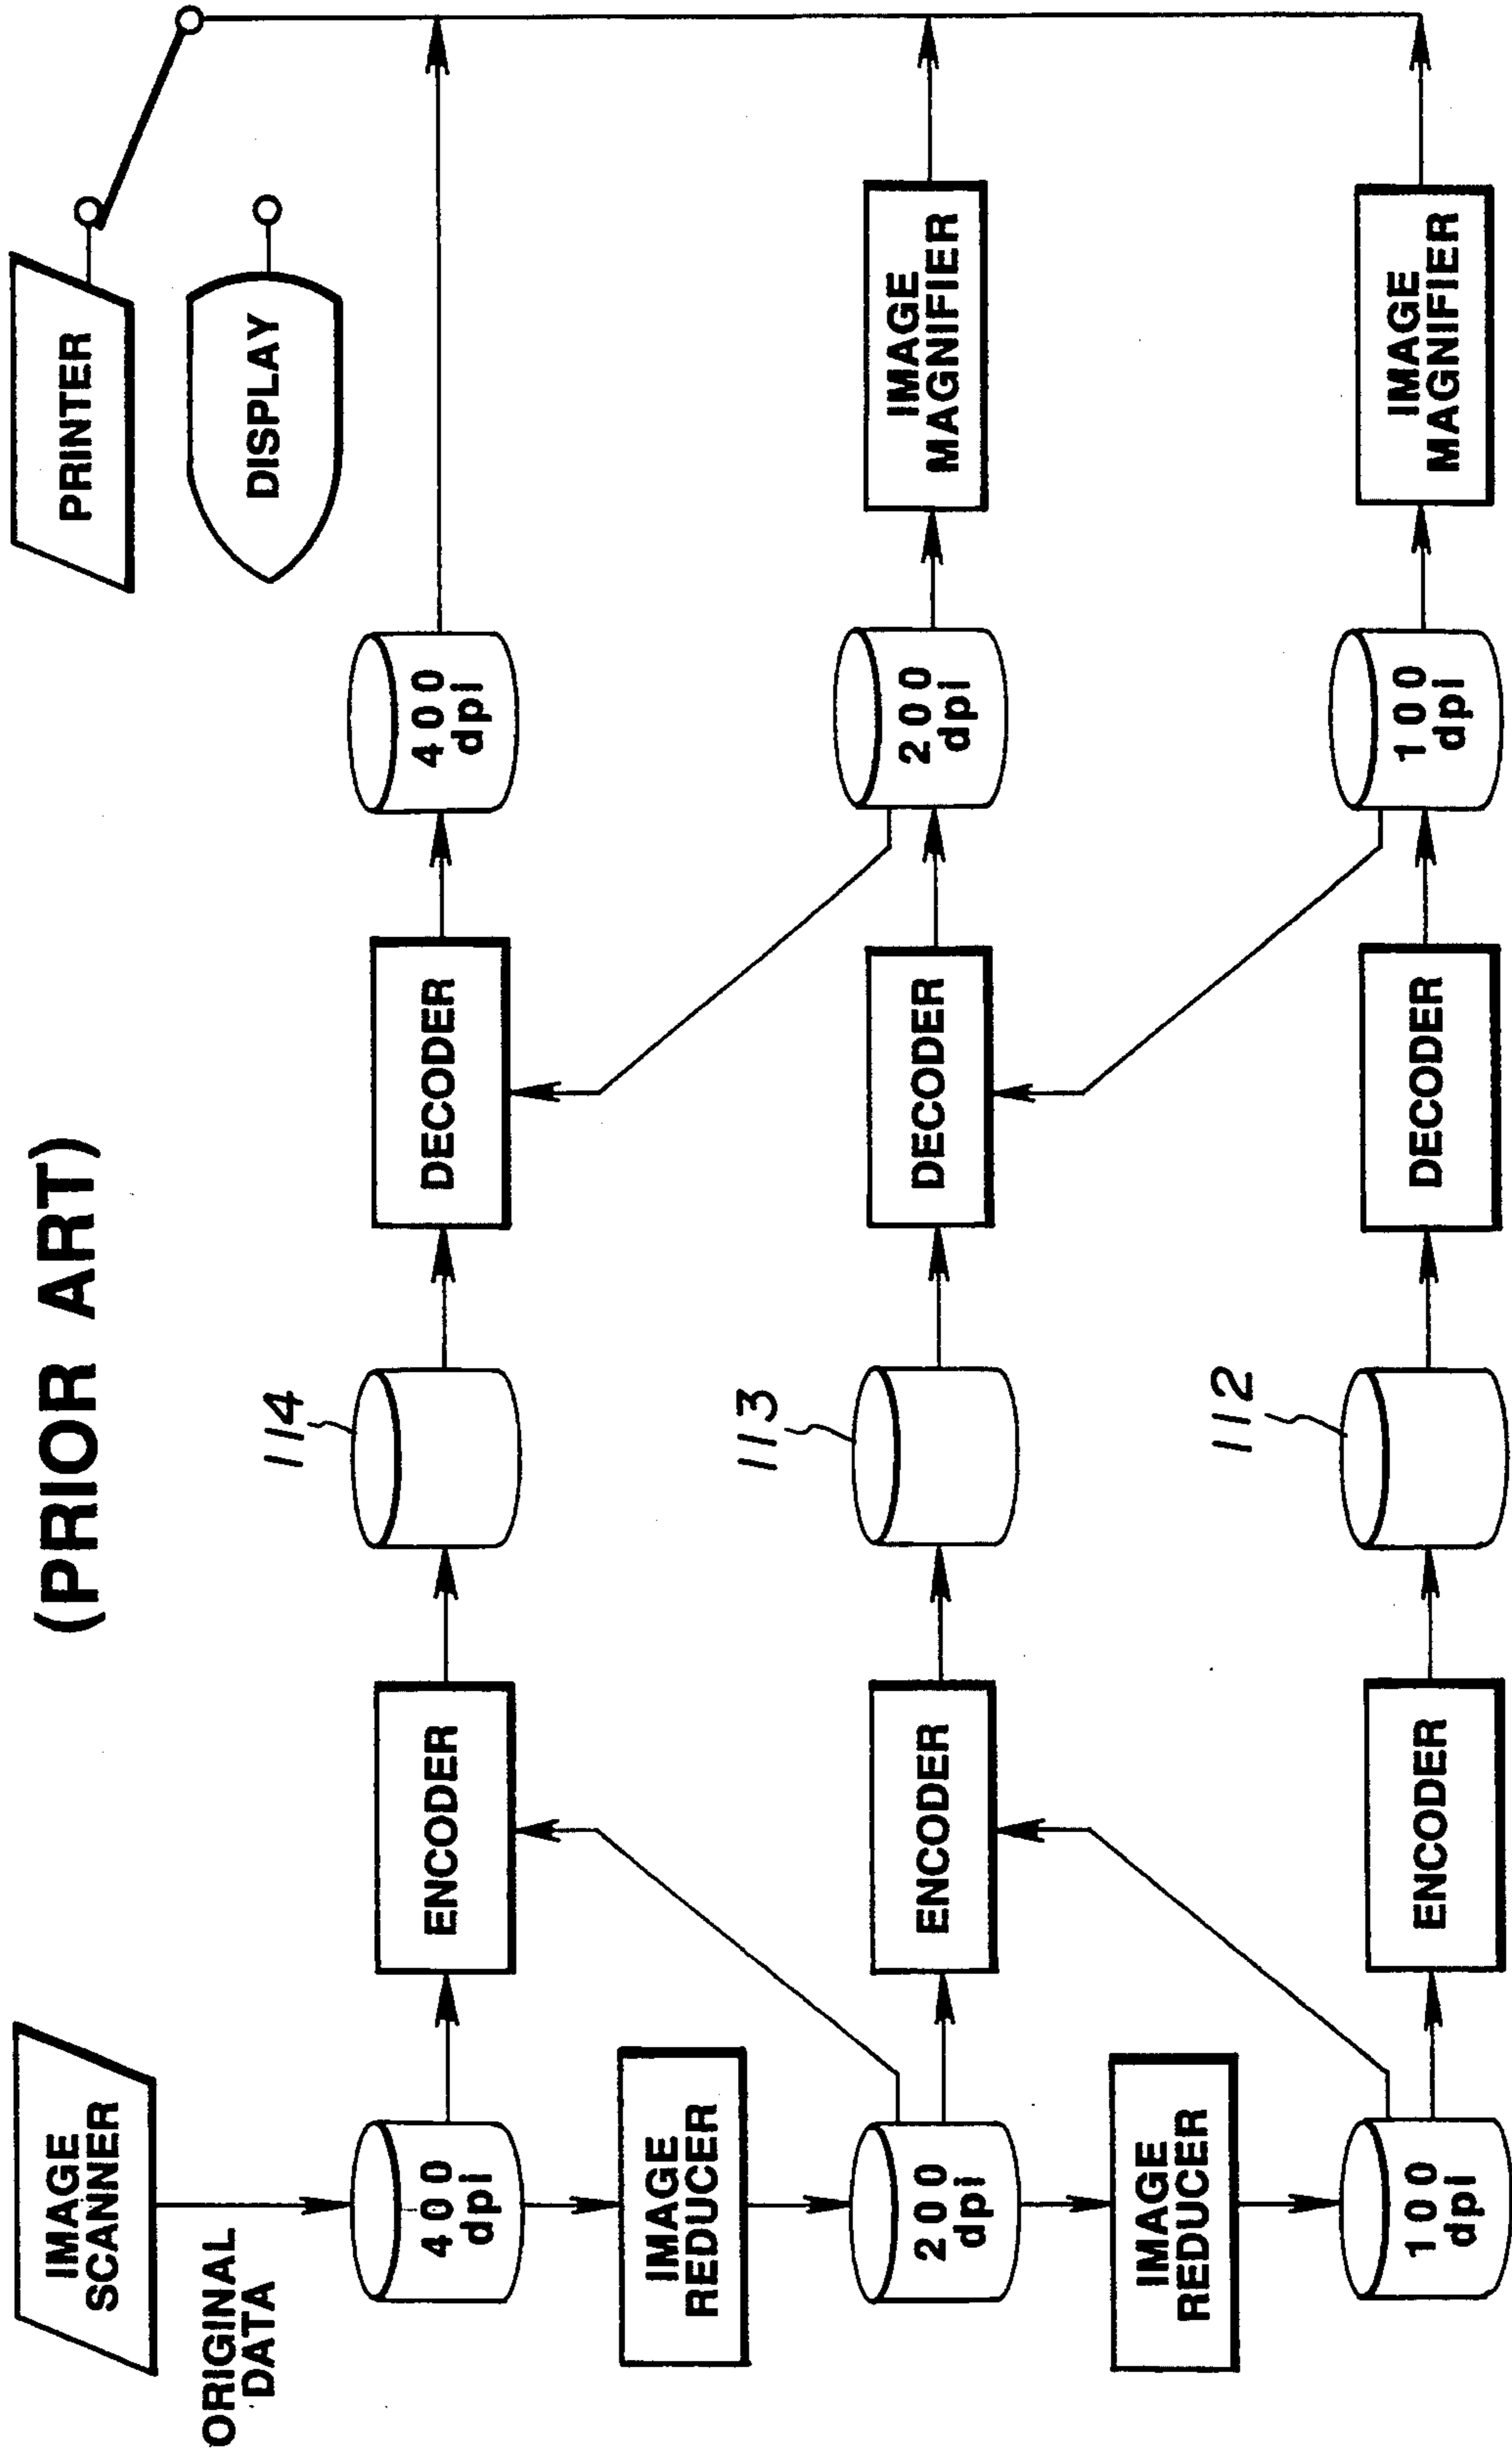 (PRIOR ART)
IMAGE
SCANNER
PRINTER
DISPLAY
ORIGINAL
DATA
400
dpi
ENCODER
114
DECODER
400
dpi
IMAGE
REDUCER
200
dpi
ENCODER
113
DECODER
200
dpi
IMAGE
MAGNIFIER
IMAGE
REDUCER
100
dpi
ENCODER
112
DECODER
100
dpi
IMAGE
MAGNIFIER